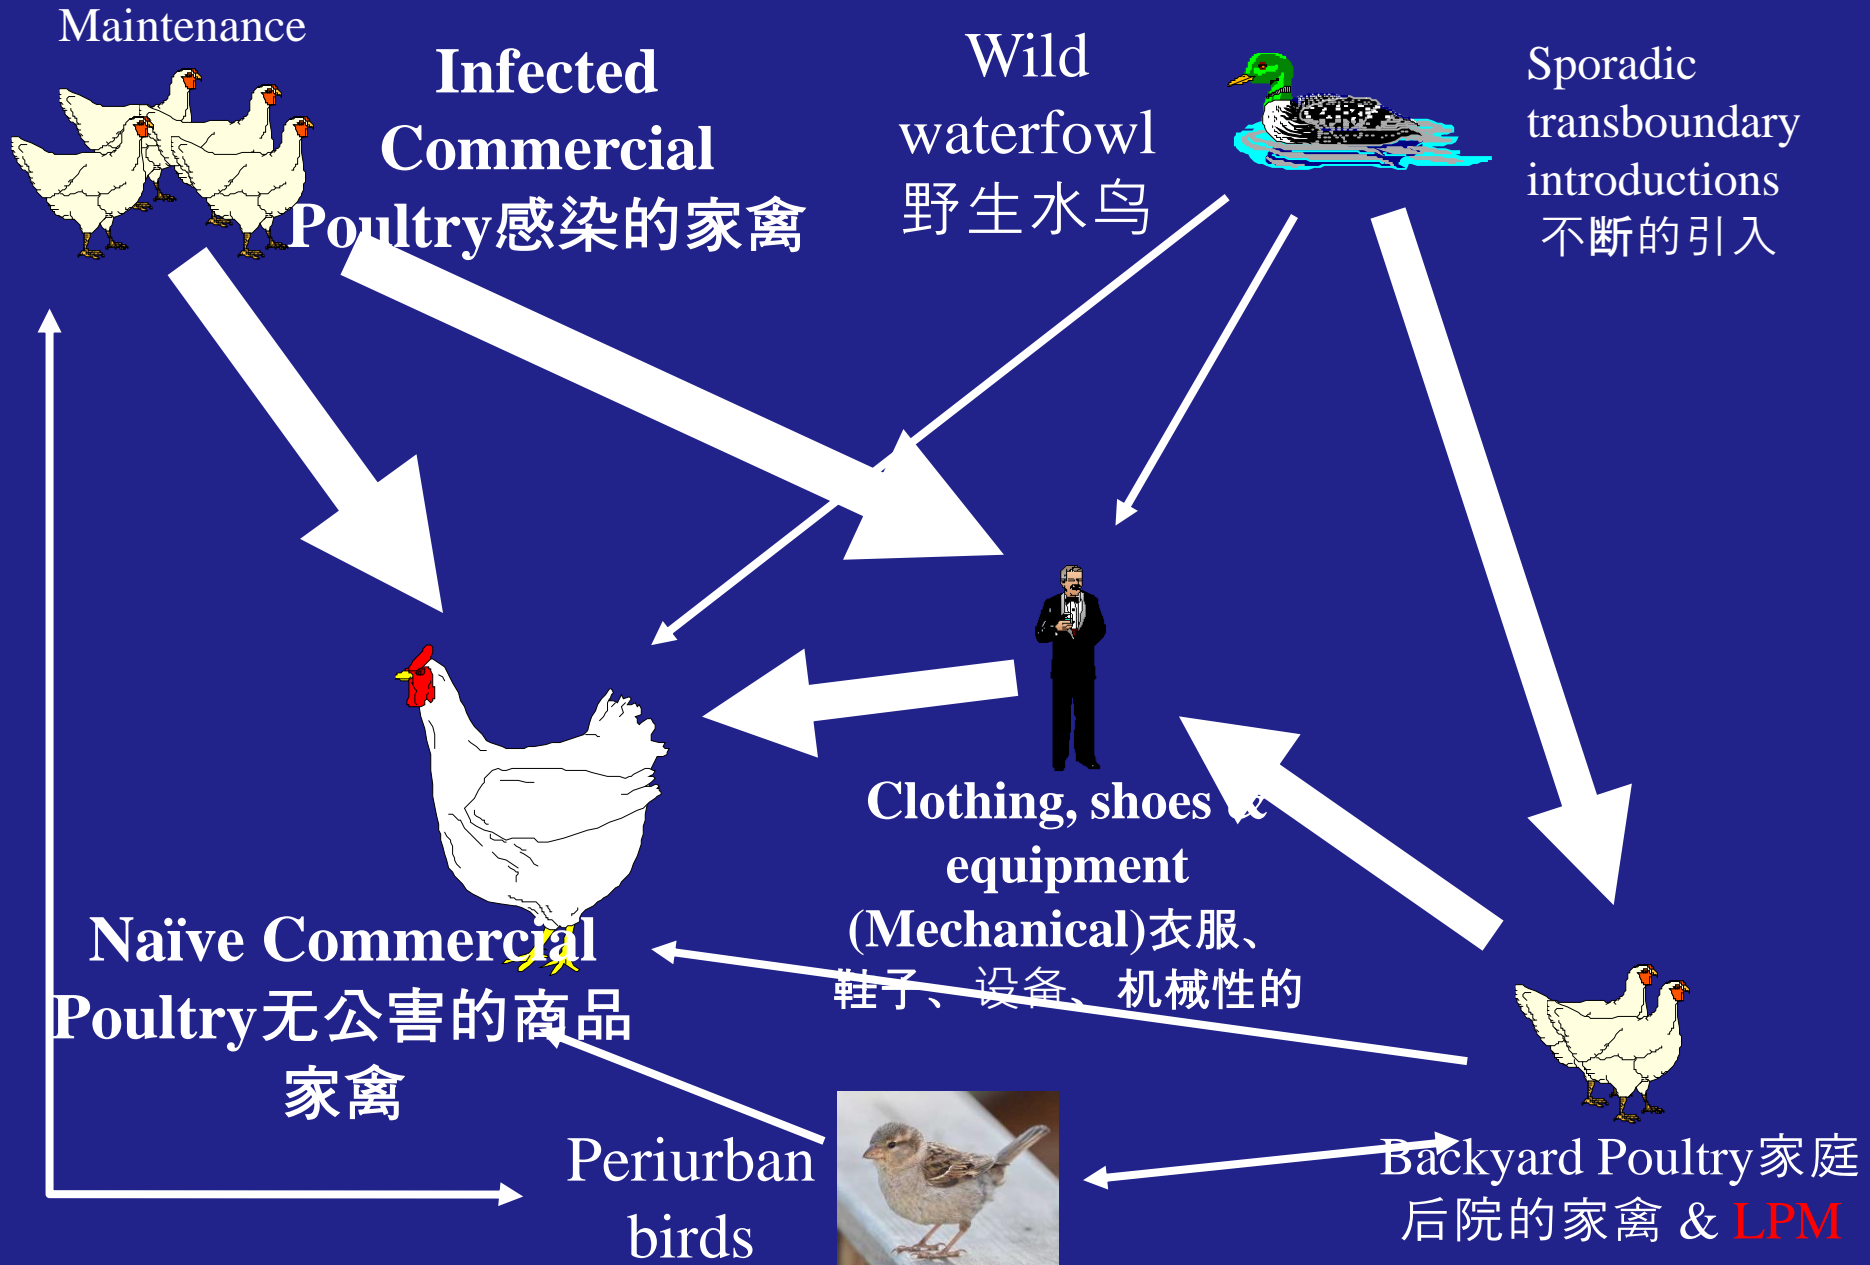 Maintenance
Infected
Commercial
Poultry感染的家禽
Wild
waterfowl
野生水鸟
Sporadic
transboundary
introductions
不断的引入
Clothing, shoes &
equipment
(Mechanical)衣服、
鞋子、设备、机械性的
Naïve Commercial
Poultry无公害的商品
家禽
Periurban
birds
Backyard Poultry家庭
后院的家禽 & LPM